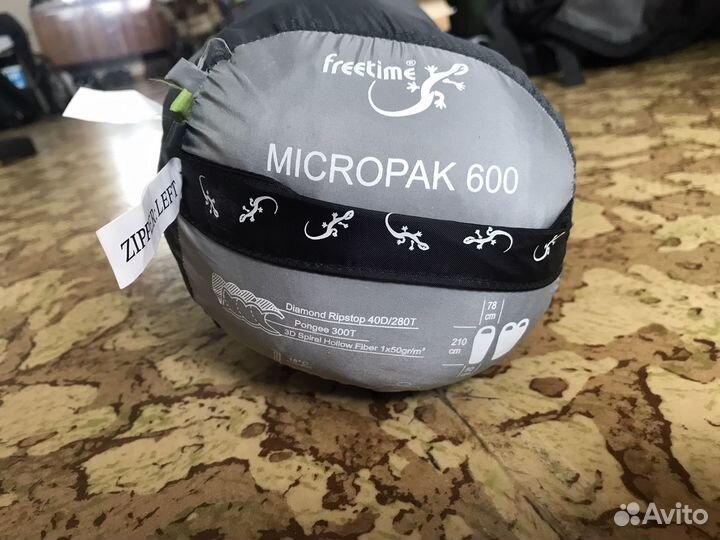 freetime®
MICROPAK 600
ZIPPER: LEFT
Diamond Ripstop 40D/280T
Pongee 300T
3D Spiral Hollow Fiber 1x50gr/m²
78
cm
210
cm
Avito